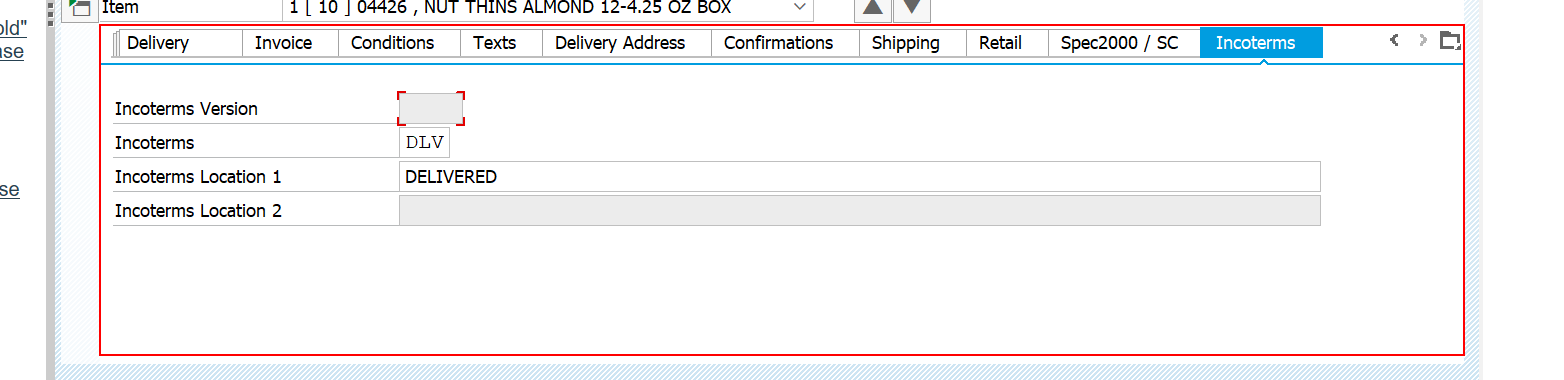 old"
Item 1 [ 10 ] 04426 , NUT THINS ALMOND 12-4.25 OZ BOX
ase
Delivery Invoice Conditions Texts Delivery Address Confirmations Shipping Retail Spec2000 / SC Incoterms
Incoterms Version
Incoterms DLV
Incoterms Location 1 DELIVERED
se
Incoterms Location 2